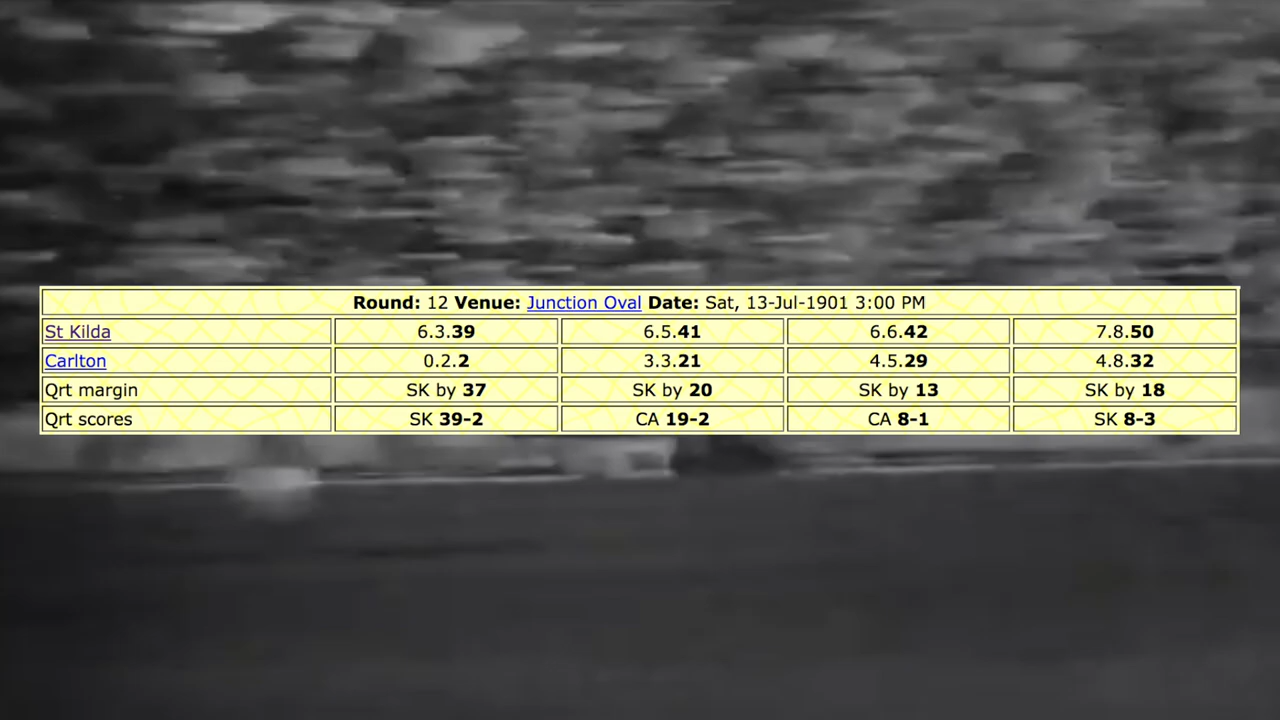 Round: 12 Venue: Junction Oval Date: Sat, 13-Jul-1901 3:00 PM
St Kilda 6.3.39 6.5.41 6.6.42 7.8.50
Carlton 0.2.2 3.3.21 4.5.29 4.8.32
Qrt margin SK by 37 SK by 20 SK by 13 SK by 18
Qrt scores SK 39-2 CA 19-2 CA 8-1 SK 8-3